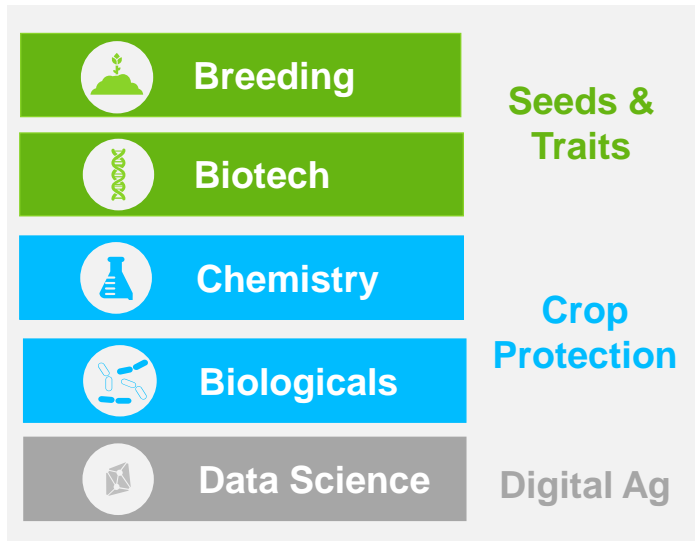 Breeding
Biotech
Seeds &
Traits
Chemistry
Biologicals
Crop
Protection
Data Science
Digital Ag